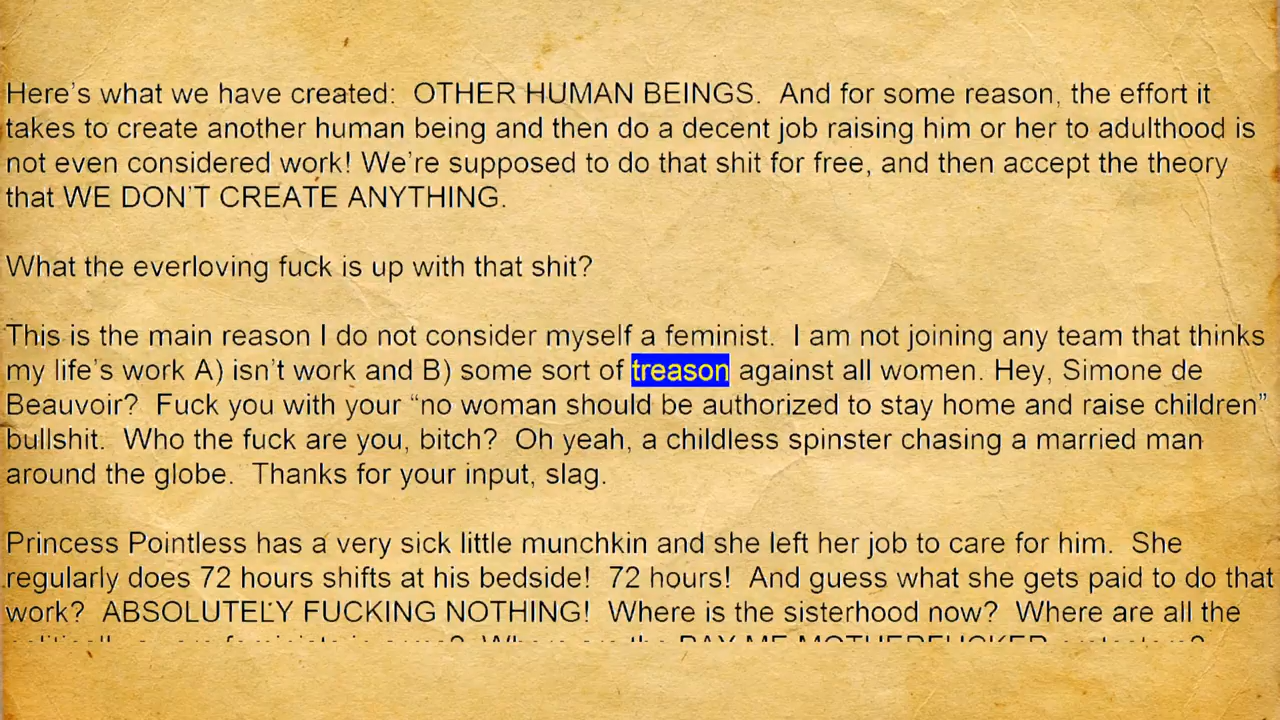 Here’s what we have created:  OTHER HUMAN BEINGS.  And for some reason, the effort it
takes to create another human being and then do a decent job raising him or her to adulthood is
not even considered work! We’re supposed to do that shit for free, and then accept the theory
that WE DON’T CREATE ANYTHING.
What the everloving fuck is up with that shit?
This is the main reason I do not consider myself a feminist.  I am not joining any team that thinks
my life’s work A) isn’t work and B) some sort of treason against all women. Hey, Simone de
Beauvoir?  Fuck you with your “no woman should be authorized to stay home and raise children”
bullshit.  Who the fuck are you, bitch?  Oh yeah, a childless spinster chasing a married man
around the globe.  Thanks for your input, slag.
Princess Pointless has a very sick little munchkin and she left her job to care for him.  She
regularly does 72 hours shifts at his bedside!  72 hours!  And guess what she gets paid to do that
work?  ABSOLUTELY FUCKING NOTHING!  Where is the sisterhood now?  Where are all the
PAY ME MOTHERFUCKER